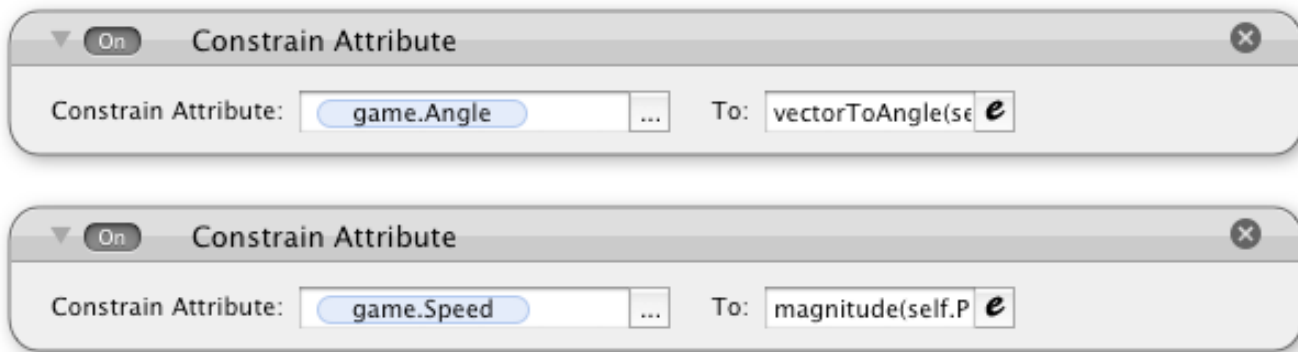 On Constrain Attribute
Constrain Attribute: game.Angle ... To: vectorToAngle(se e
On Constrain Attribute
Constrain Attribute: game.Speed ... To: magnitude(self.P e